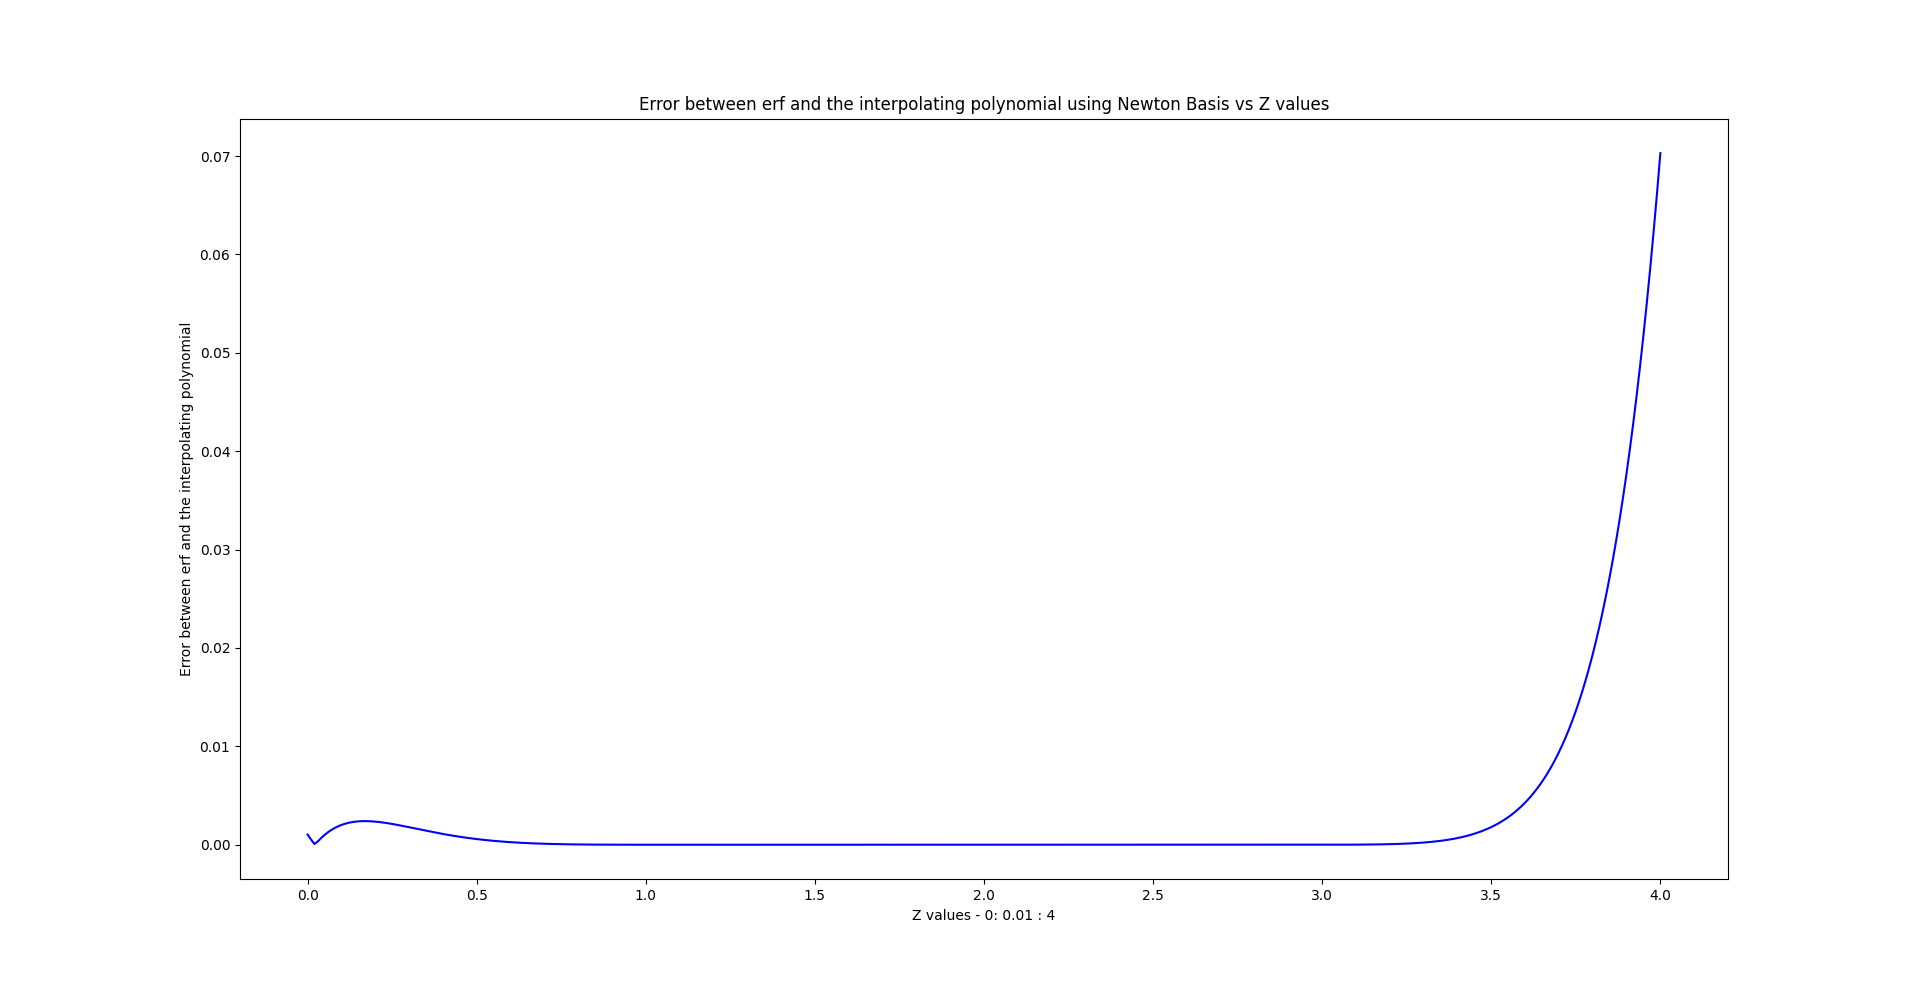 Error between erf and the interpolating polynomial using Newton Basis vs Z values
Error between erf and the interpolating polynomial
0.07
0.06
0.05
0.04
0.03
0.02
0.01
0.00
0.0 0.5 1.0 1.5 2.0 2.5 3.0 3.5 4.0
Z values - 0: 0.01 : 4